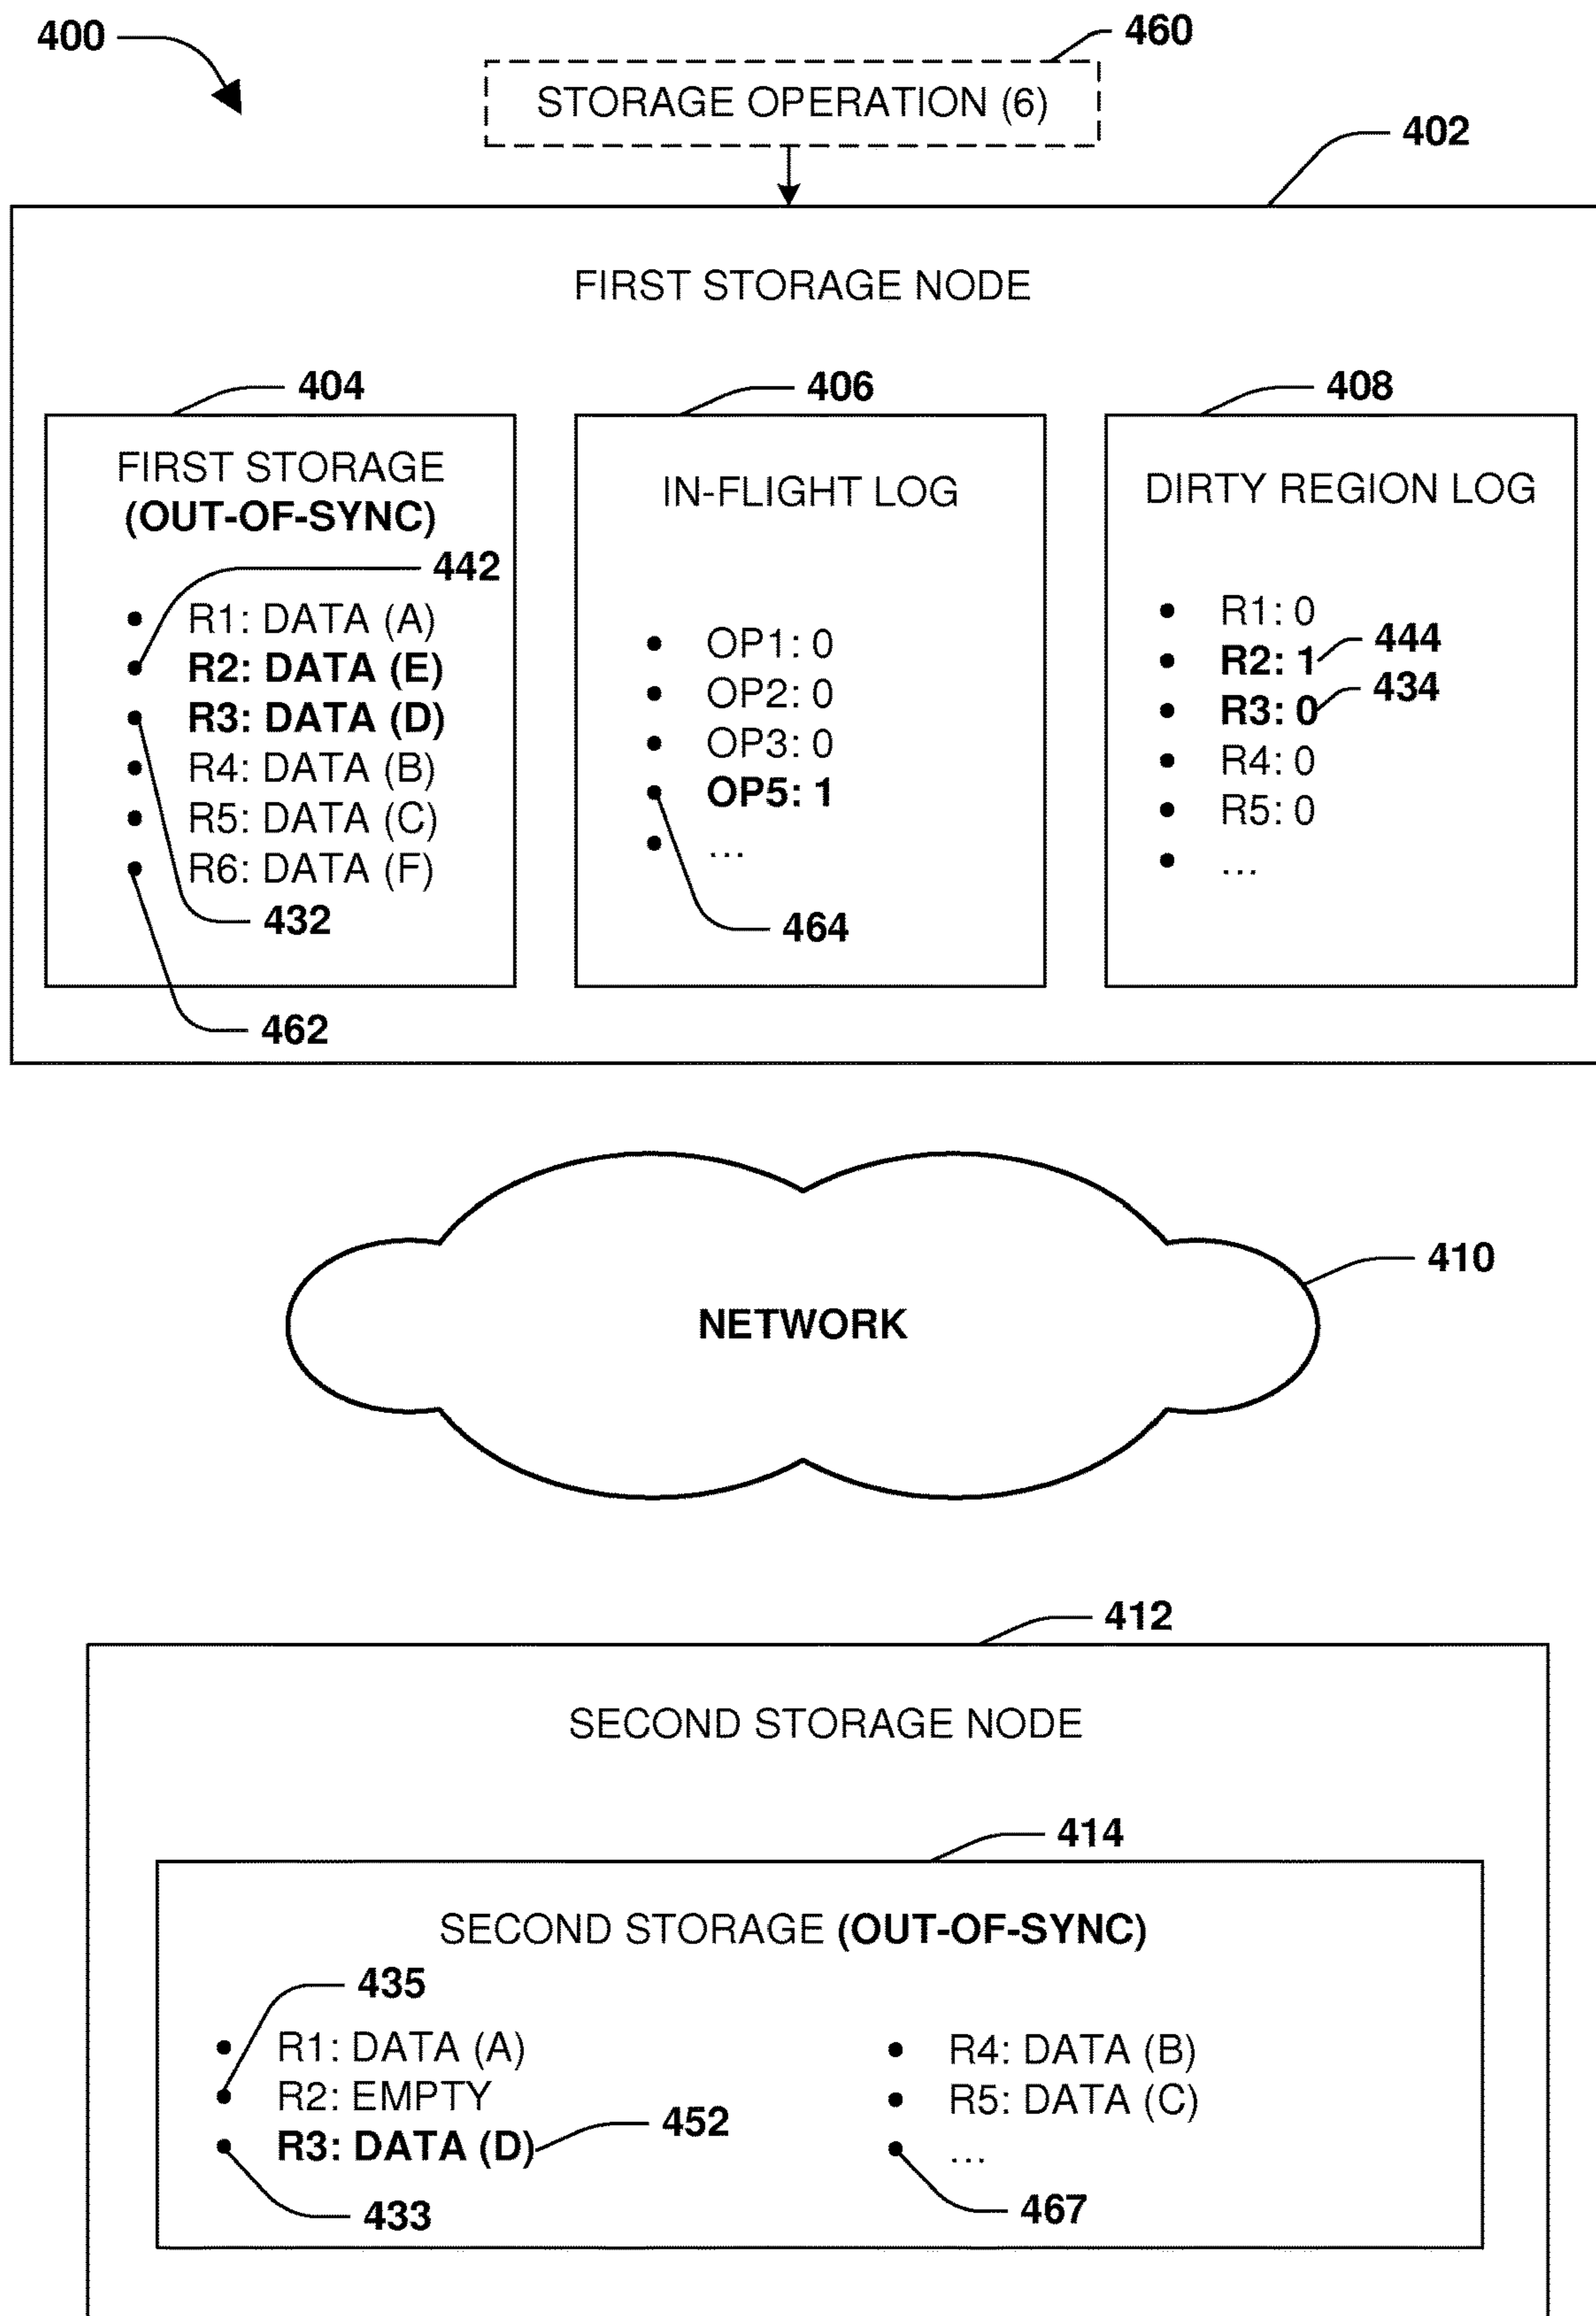 400
460
STORAGE OPERATION (6)
402
FIRST STORAGE NODE
404
FIRST STORAGE
(OUT-OF-SYNC)
442
• R1: DATA (A)
• R2: DATA (E)
• R3: DATA (D)
• R4: DATA (B)
• R5: DATA (C)
• R6: DATA (F)
432
462
406
IN-FLIGHT LOG
• OP1: 0
• OP2: 0
• OP3: 0
• OP5: 1
• ...
464
408
DIRTY REGION LOG
• R1: 0
• R2: 1 444
• R3: 0 434
• R4: 0
• R5: 0
• ...
NETWORK
410
412
SECOND STORAGE NODE
414
SECOND STORAGE (OUT-OF-SYNC)
435
• R1: DATA (A)
• R2: EMPTY
• R3: DATA (D) 452
433
• R4: DATA (B)
• R5: DATA (C)
• ...
467